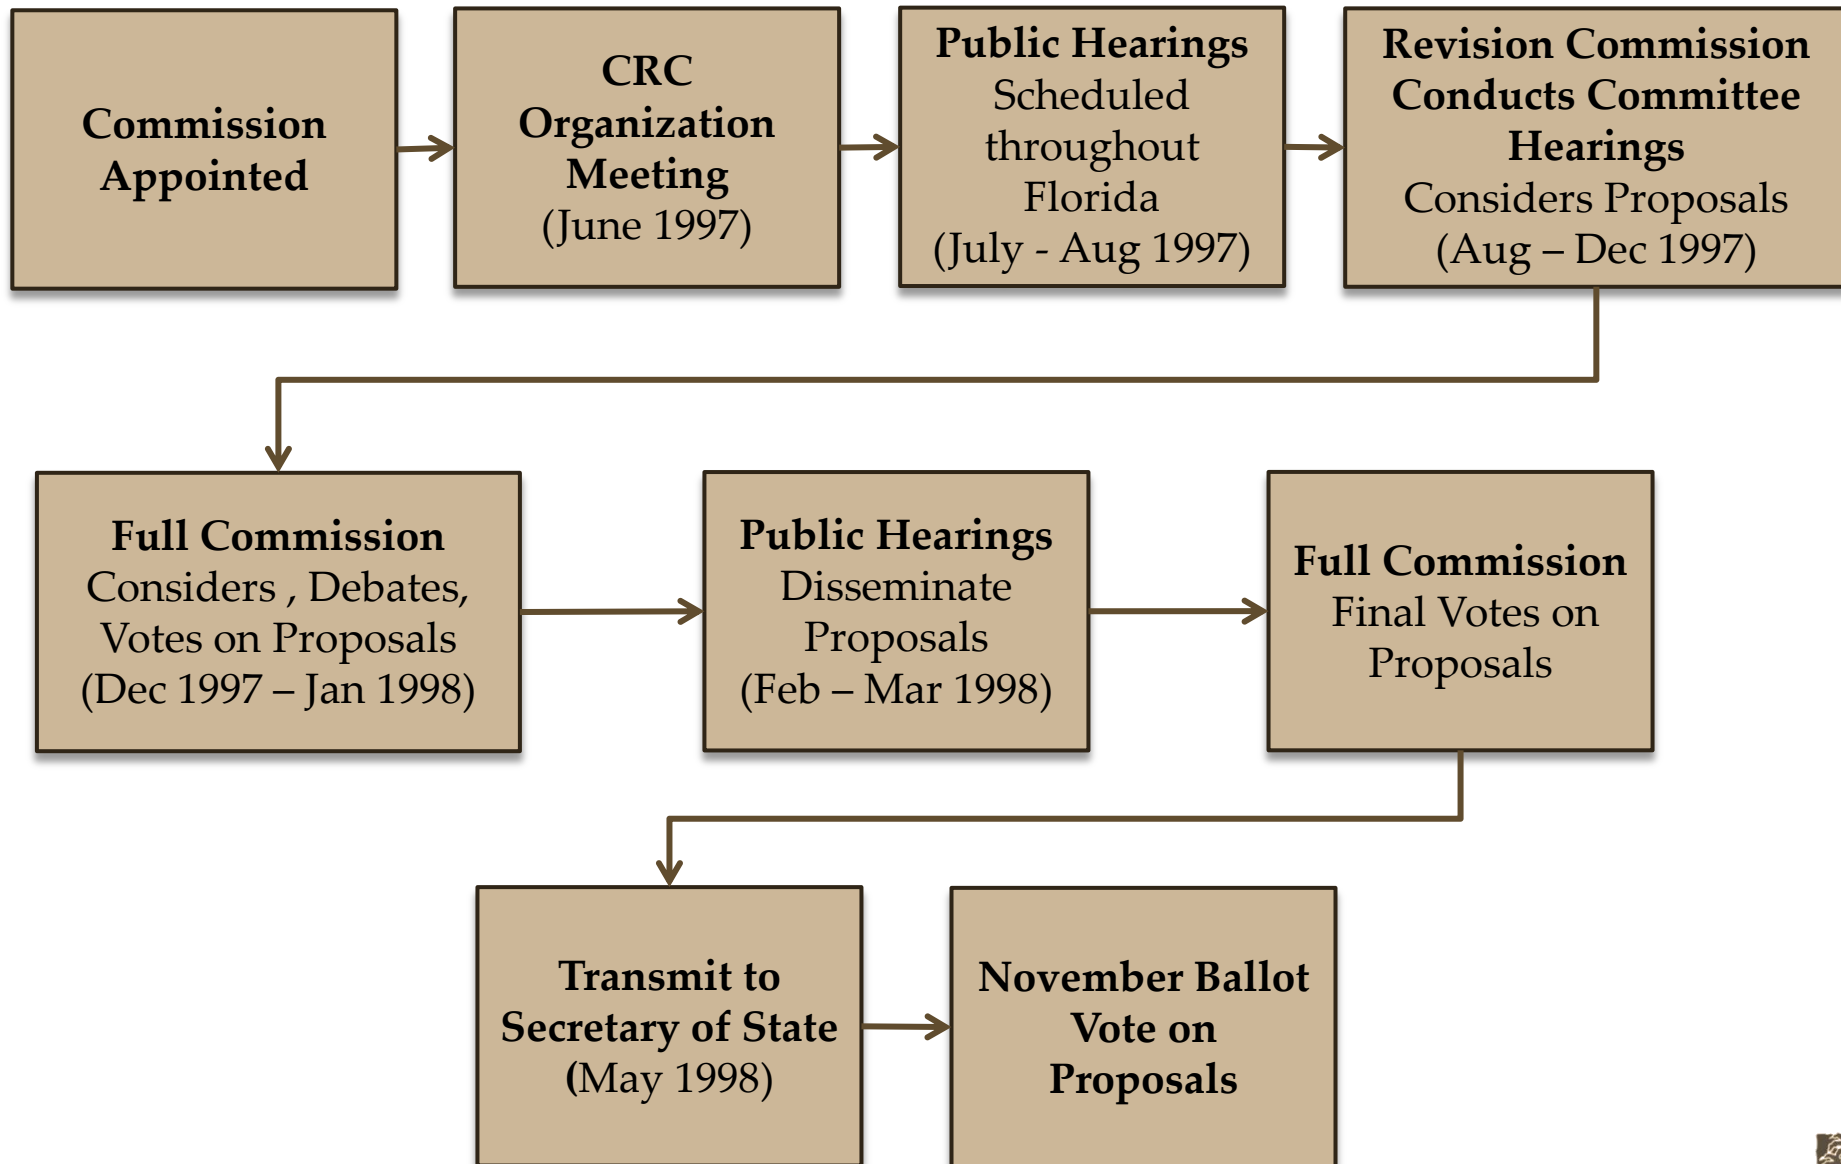 Commission
Appointed
CRC
Organization
Meeting
(June 1997)
Public Hearings
Scheduled
throughout
Florida
(July - Aug 1997)
Revision Commission
Conducts Committee
Hearings
Considers Proposals
(Aug – Dec 1997)
Full Commission
Considers , Debates,
Votes on Proposals
(Dec 1997 – Jan 1998)
Public Hearings
Disseminate
Proposals
(Feb – Mar 1998)
Full Commission
Final Votes on
Proposals
Transmit to
Secretary of State
(May 1998)
November Ballot
Vote on
Proposals